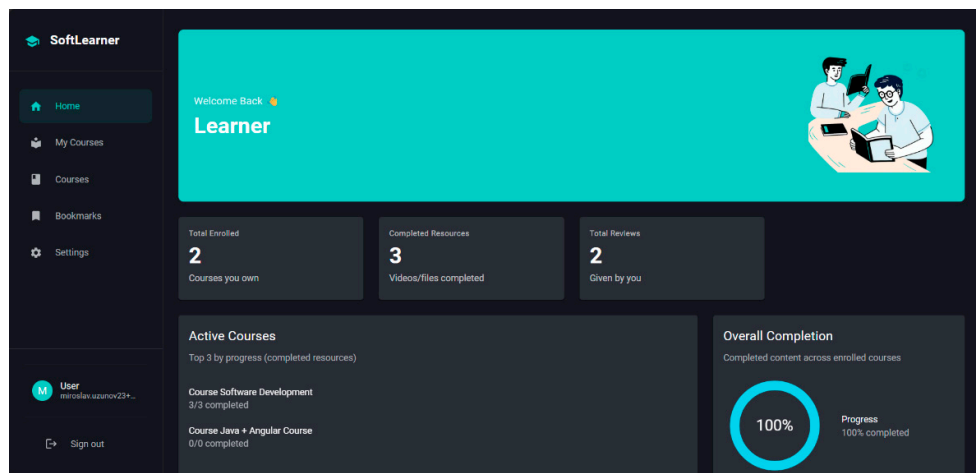 SoftLearner
Home
My Courses
Courses
Bookmarks
Settings
M
User
miroslav.uzunov23+...
Sign out
Welcome Back 👋
Learner
Total Enrolled
2
Courses you own
Completed Resources
3
Videos/files completed
Total Reviews
2
Given by you
Active Courses
Top 3 by progress (completed resources)
Course Software Development
3/3 completed
Course Java + Angular Course
0/0 completed
Overall Completion
Completed content across enrolled courses
100%
Progress
100% completed